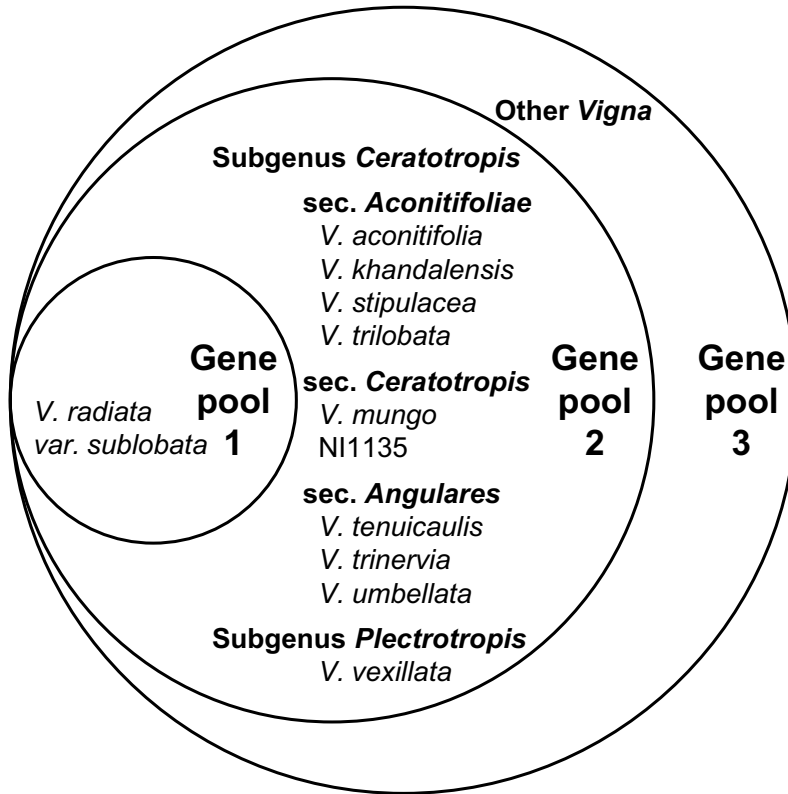 Other Vigna
Subgenus Ceratotropis
sec. Aconitifoliae
V. aconitifolia
V. khandalensis
V. stipulacea
V. trilobata
Gene pool 1
V. radiata
var. sublobata
sec. Ceratotropis
V. mungo
NI1135
Gene pool 2
Gene pool 3
sec. Angulares
V. tenuicaulis
V. trinervia
V. umbellata
Subgenus Plectrotropis
V. vexillata